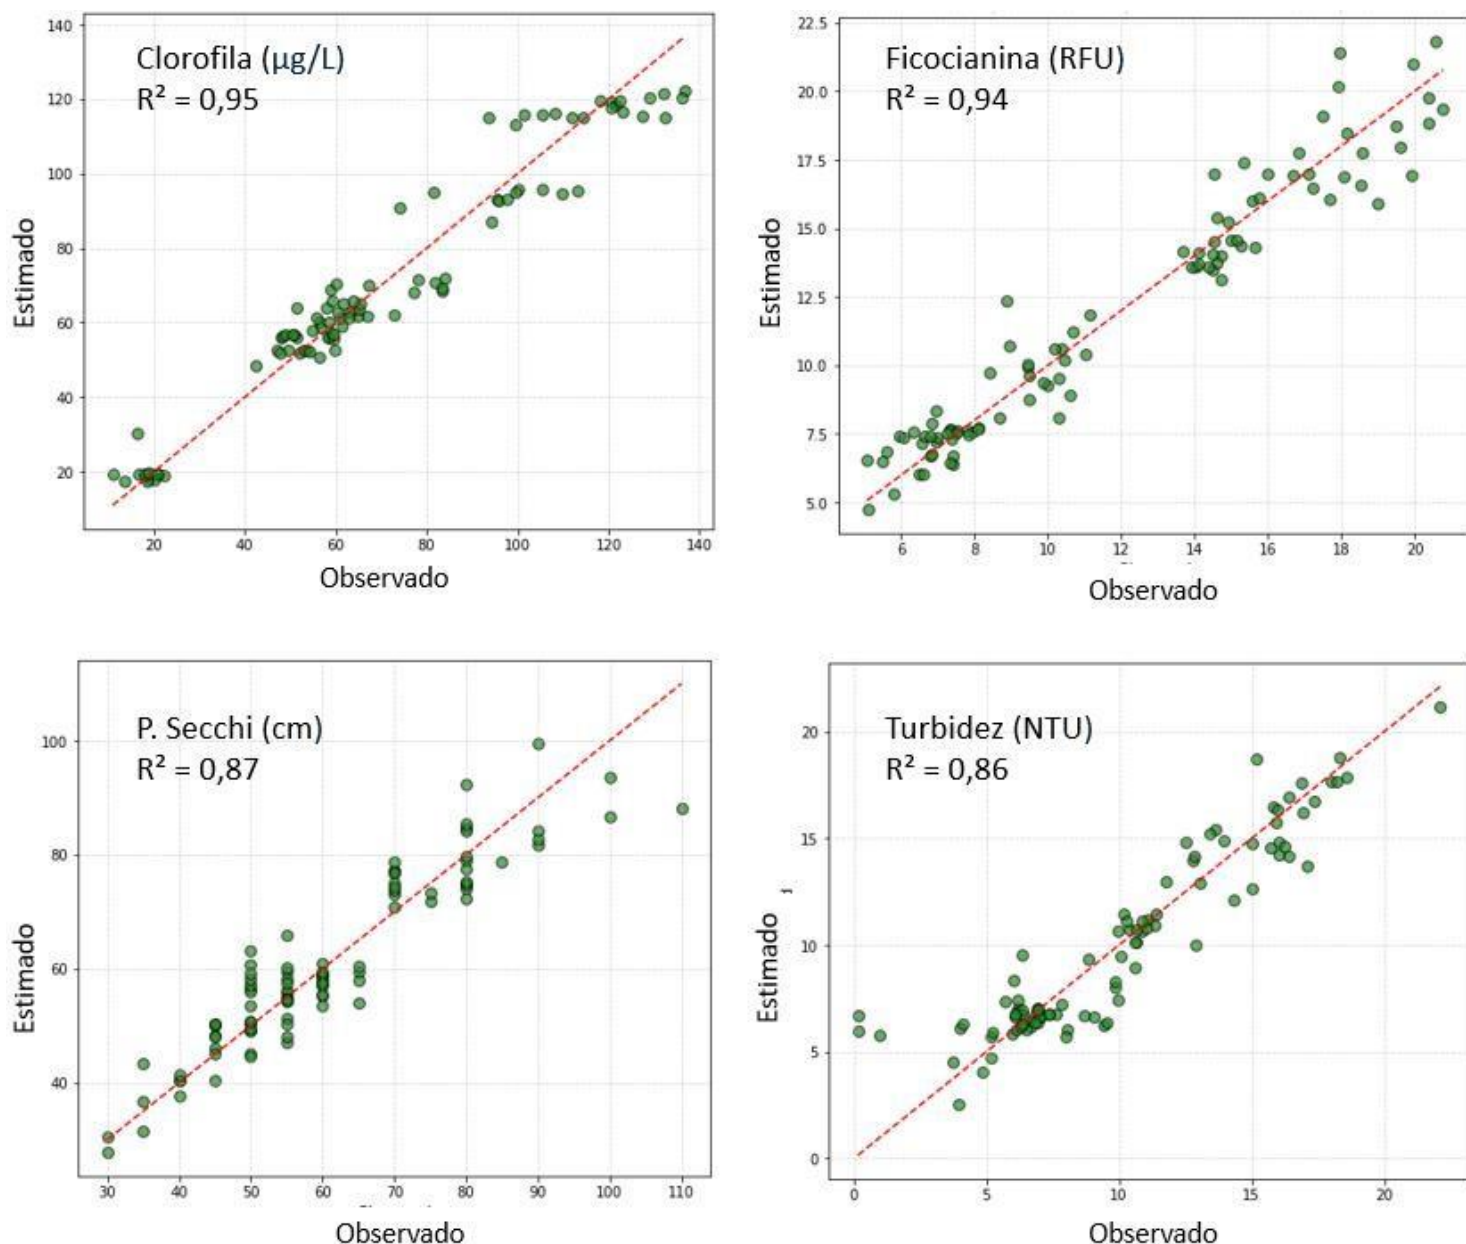 Clorofila (µg/L)
R² = 0,95
Estimado
140
120
100
80
60
40
20
20 40 60 80 100 120 140
Observado
Ficocianina (RFU)
R² = 0,94
Estimado
22.5
20.0
17.5
15.0
12.5
10.0
7.5
5.0
6 8 10 12 14 16 18 20
Observado
P. Secchi (cm)
R² = 0,87
Estimado
100
80
60
40
30 40 50 60 70 80 90 100 110
Observado
Turbidez (NTU)
R² = 0,86
Estimado
20
15
10
5
0
0 5 10 15 20
Observado